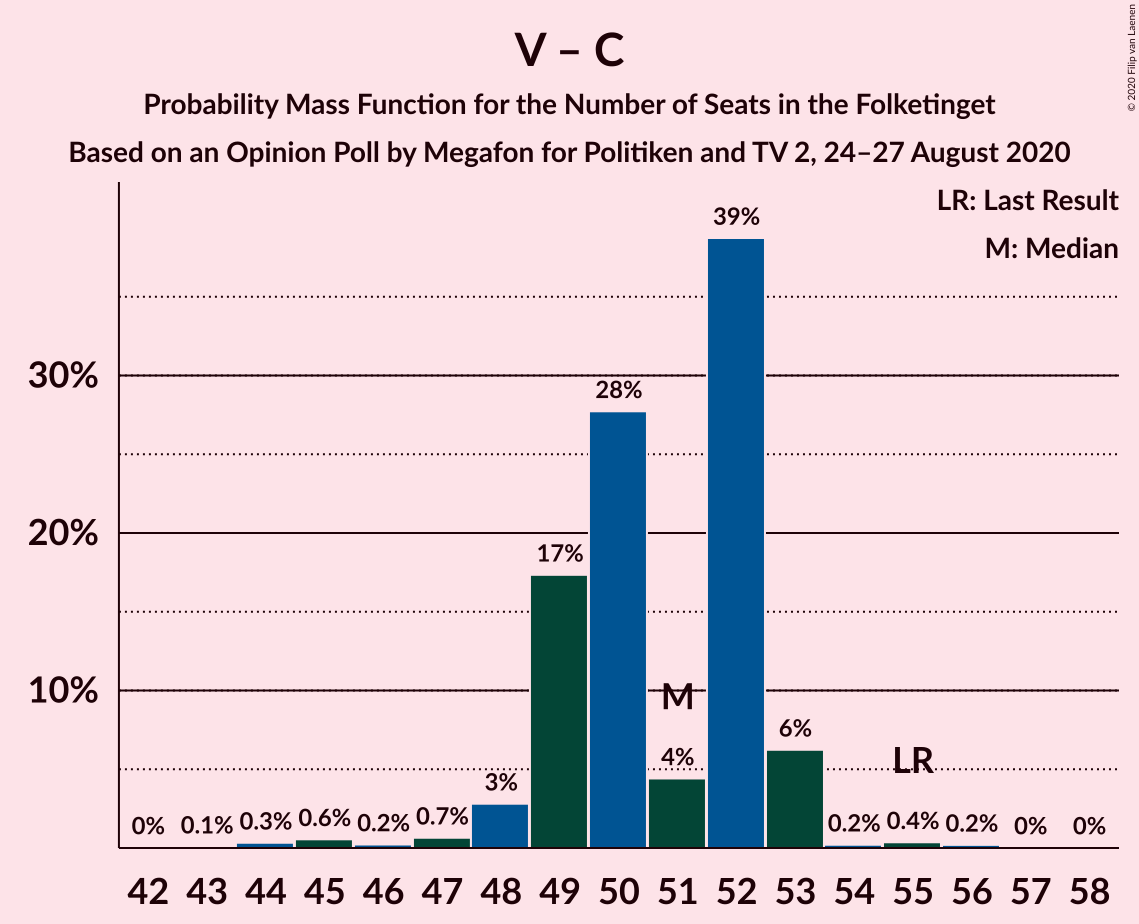 V – C
Probability Mass Function for the Number of Seats in the Folketinget
Based on an Opinion Poll by Megafon for Politiken and TV 2, 24–27 August 2020
© 2020 Filip van Laenen
LR: Last Result
M: Median
39%
30%
28%
20%
17%
10%
M
6%
4%
LR
3%
0% 0.1% 0.3% 0.6% 0.2% 0.7% 0.2% 0.4% 0.2% 0% 0%
42 43 44 45 46 47 48 49 50 51 52 53 54 55 56 57 58